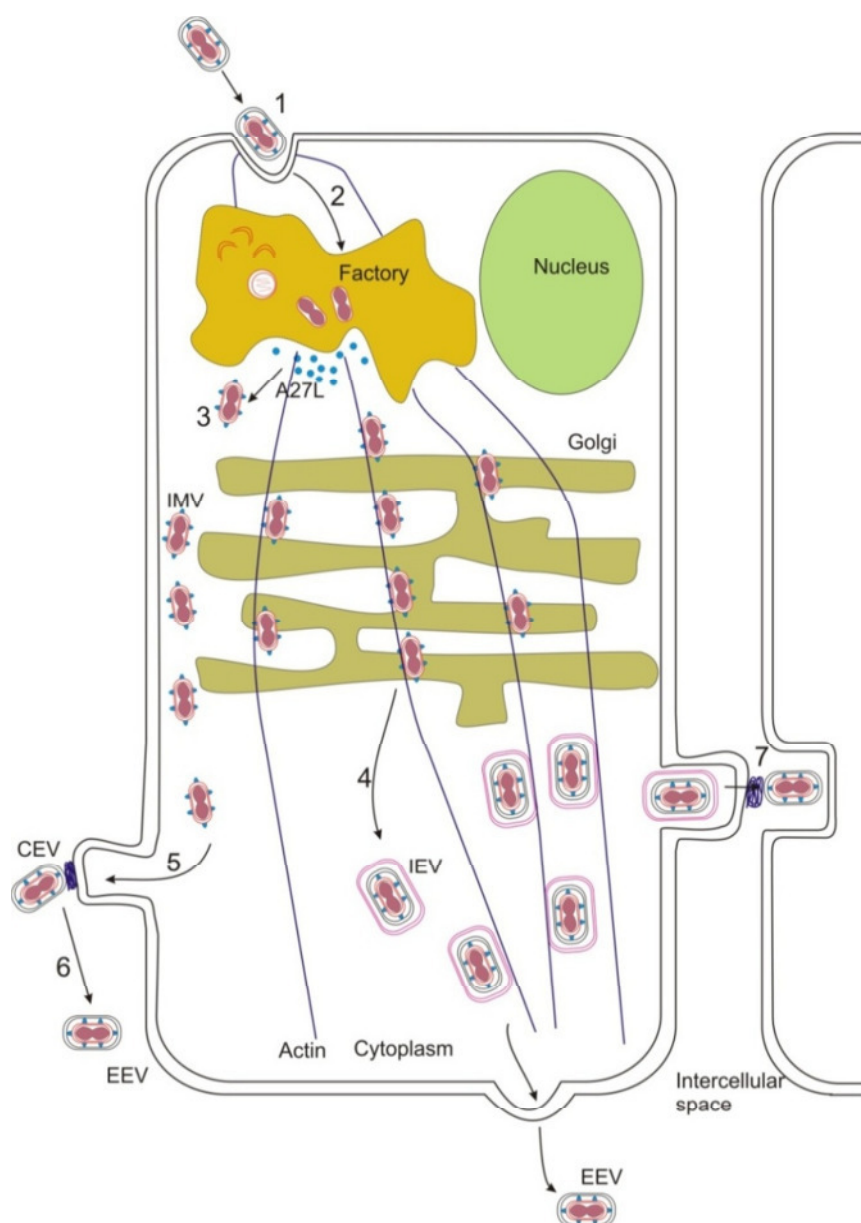 1
2
Factory
Nucleus
A27L
3
Golgi
IMV
4
7
CEV
5
IEV
6
Actin
Cytoplasm
EEV
Intercellular
space
EEV